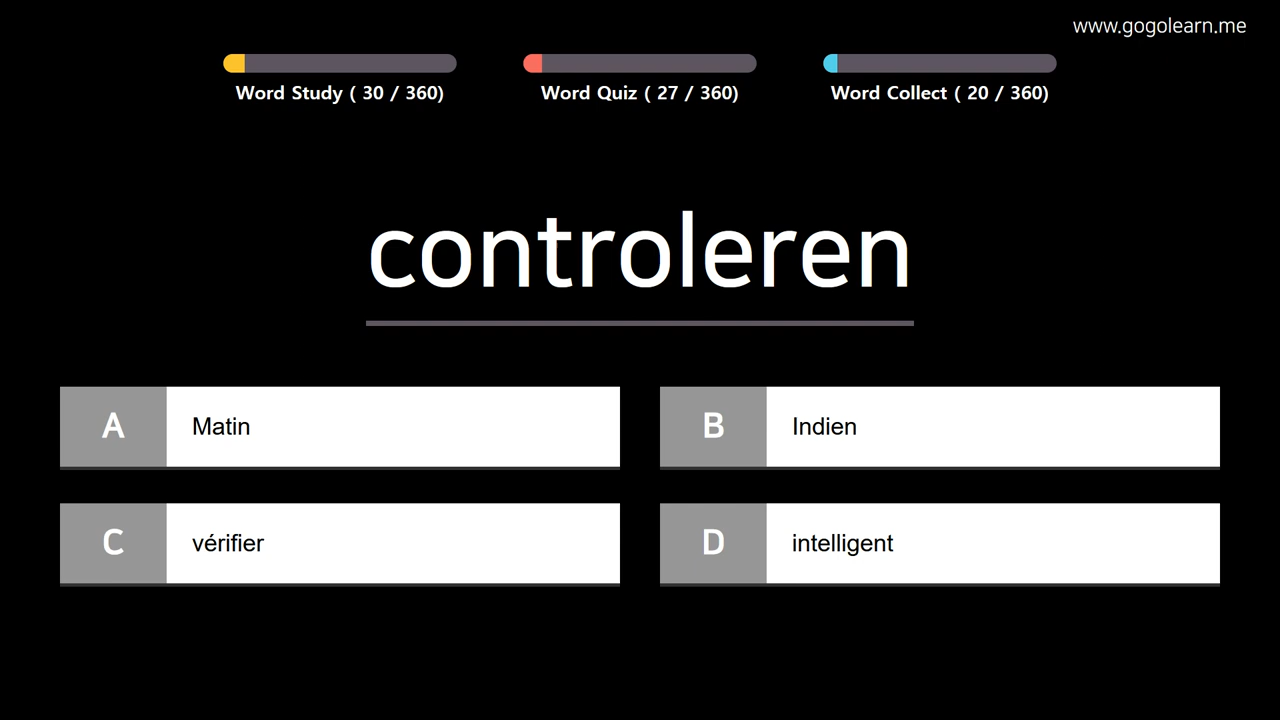 www.gogolearn.me
Word Study ( 30 / 360)
Word Quiz ( 27 / 360)
Word Collect ( 20 / 360)
controleren
A Matin
B Indien
C vérifier
D intelligent